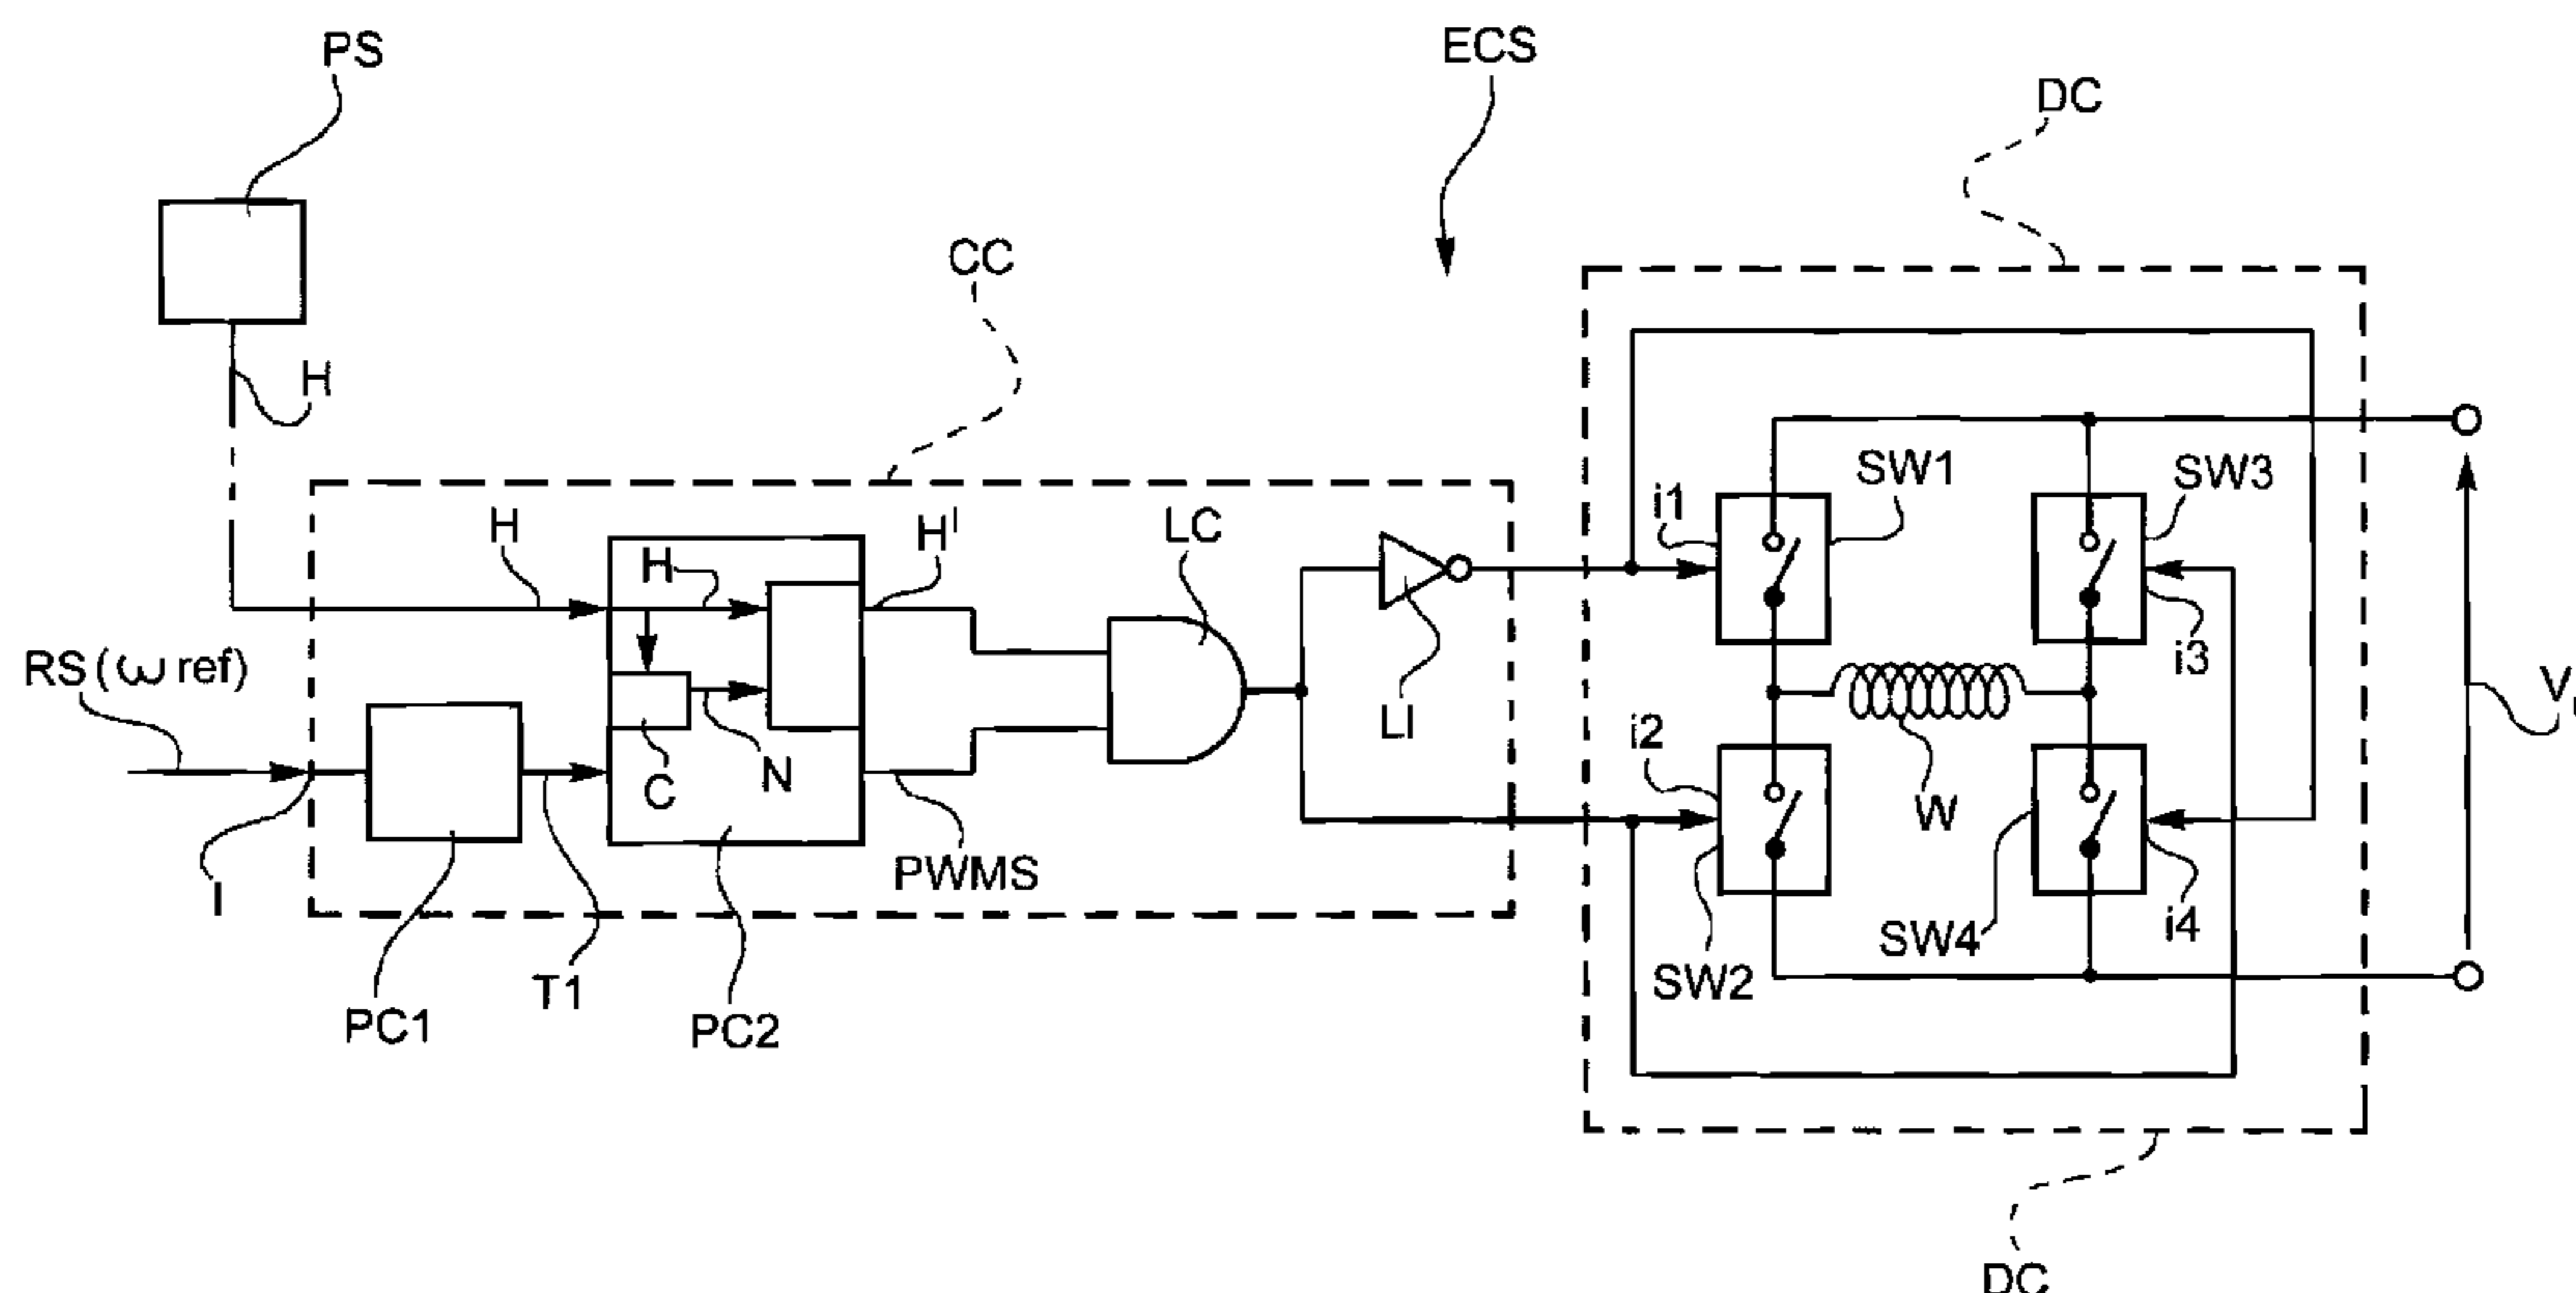 PS
ECS
DC
CC
H
H
H
H'
LC
i1
SW1
SW3
i3
RS (ω ref)
LI
i2
W
V
C
N
I
PWMS
SW4
i4
SW2
T1
PC1
PC2
DC